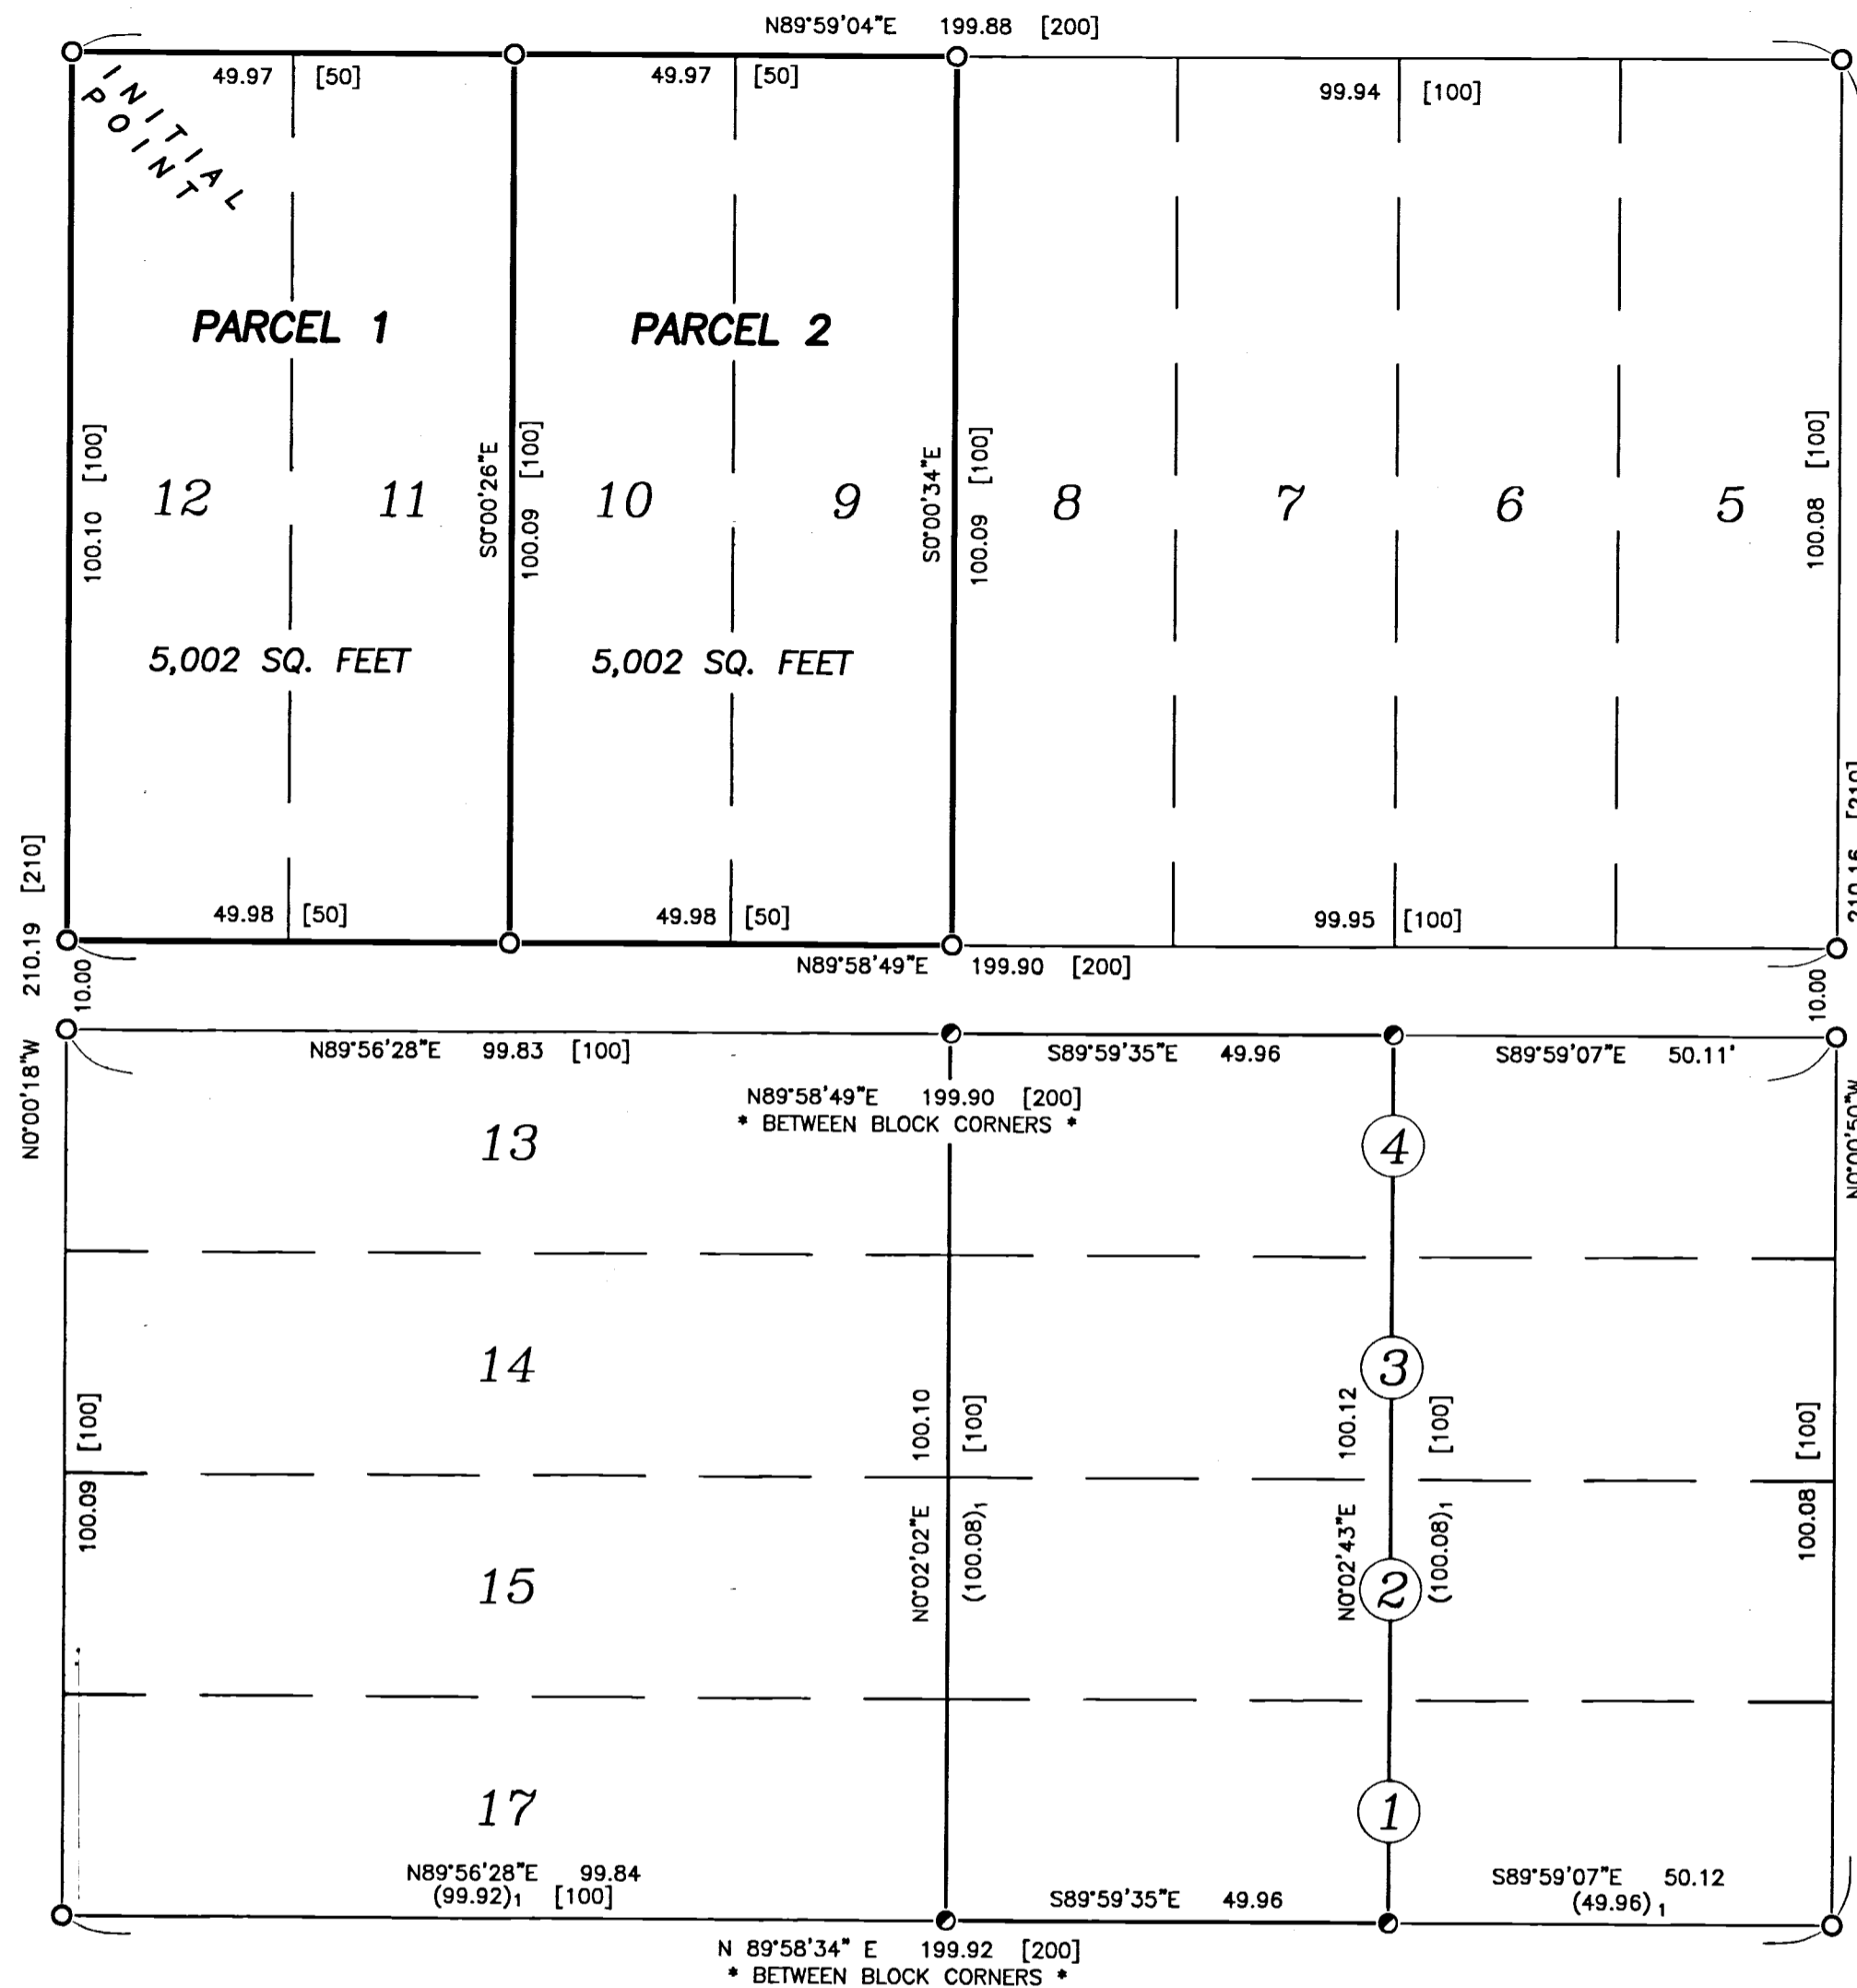 N89°59'04"E 199.88 [200]
49.97 [50]
49.97 [50]
99.94 [100]
INITIAL
POINT
PARCEL 1
PARCEL 2
100.10 [100]
S0°00'26"E
100.09 [100]
S0°00'34"E
100.09 [100]
100.08 [100]
12
11
10
9
8
7
6
5
5,002 SQ. FEET
5,002 SQ. FEET
210.19 [210]
210.16 [210]
49.98 [50]
49.98 [50]
99.95 [100]
N89°58'49"E 199.90 [200]
10.00
10.00
N0°00'18"W
N0°00'50"W
N89°56'28"E 99.83 [100]
S89°59'35"E 49.96
S89°59'07"E 50.11'
N89°58'49"E 199.90 [200]
* BETWEEN BLOCK CORNERS *
13
4
14
3
100.09 [100]
N0°02'02"E 100.10
(100.08)1 [100]
N0°02'43"E 100.12
(100.08)1 [100]
100.08 [100]
15
2
17
1
N89°56'28"E 99.84
(99.92)1 [100]
S89°59'35"E 49.96
S89°59'07"E 50.12
(49.96)1
N 89°58'34" E 199.92 [200]
* BETWEEN BLOCK CORNERS *